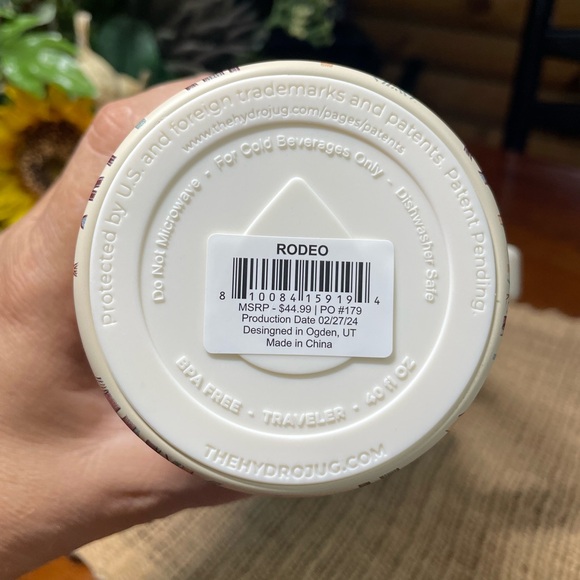 Protected by U.S. and foreign trademarks and patents. Patent Pending.
www.thehydrojug.com/pages/patents
Do Not Microwave • For Cold Beverages Only • Dishwasher Safe
RODEO
8 10084 15919 4
MSRP - $44.99 | PO #179
Production Date 02/27/24
Desingned in Ogden, UT
Made in China
BPA FREE • TRAVELER • 40 fl oz
THEHYDROJUG.COM